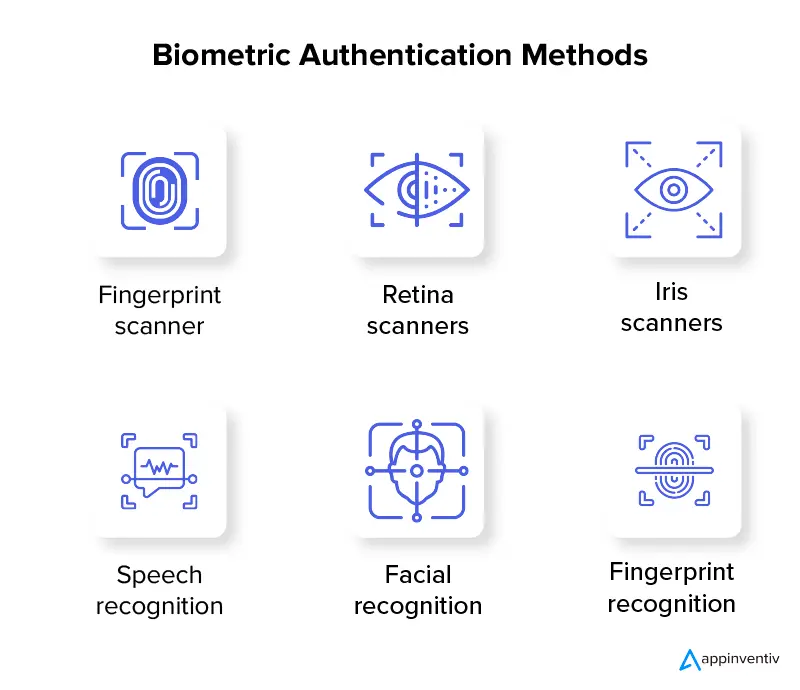 Biometric Authentication Methods
Fingerprint
scanner
Retina
scanners
Iris
scanners
Speech
recognition
Facial
recognition
Fingerprint
recognition
appinventiv